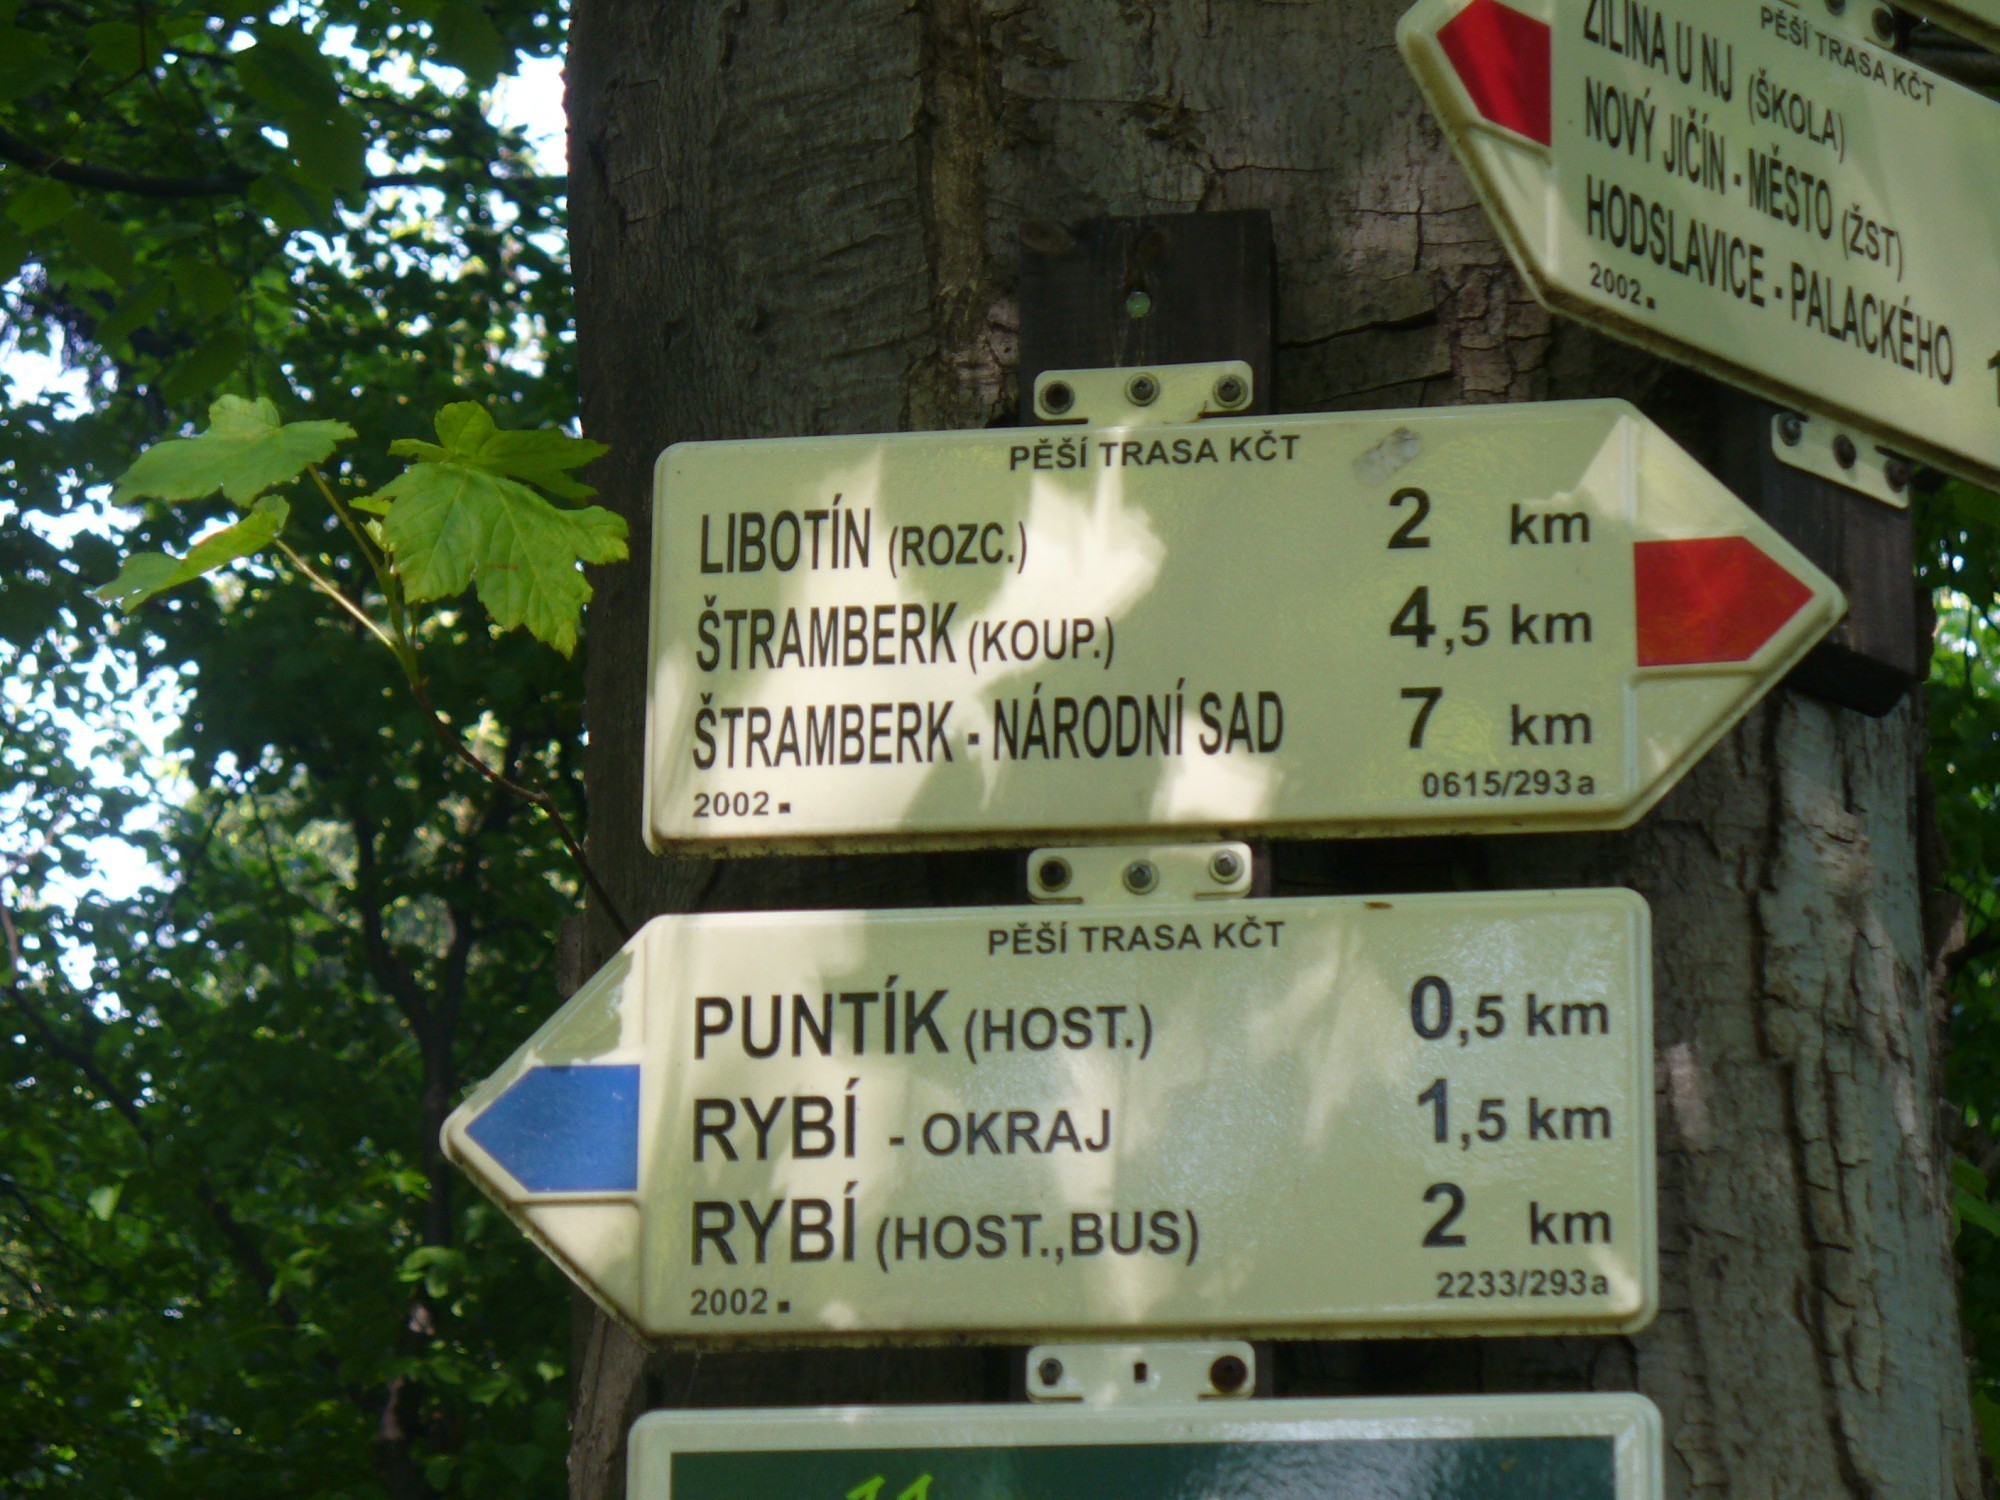 PĚŠÍ TRASA KČT
ŽILINA U NJ (ŠKOLA)
NOVÝ JIČÍN - MĚSTO (ŽST)
HODSLAVICE - PALACKÉHO
2002
PĚŠÍ TRASA KČT
LIBOTÍN (ROZC.) 2 km
ŠTRAMBERK (KOUP.) 4,5 km
ŠTRAMBERK - NÁRODNÍ SAD 7 km
2002 0615/293a
PĚŠÍ TRASA KČT
PUNTÍK (HOST.) 0,5 km
RYBÍ - OKRAJ 1,5 km
RYBÍ (HOST.,BUS) 2 km
2002 2233/293a